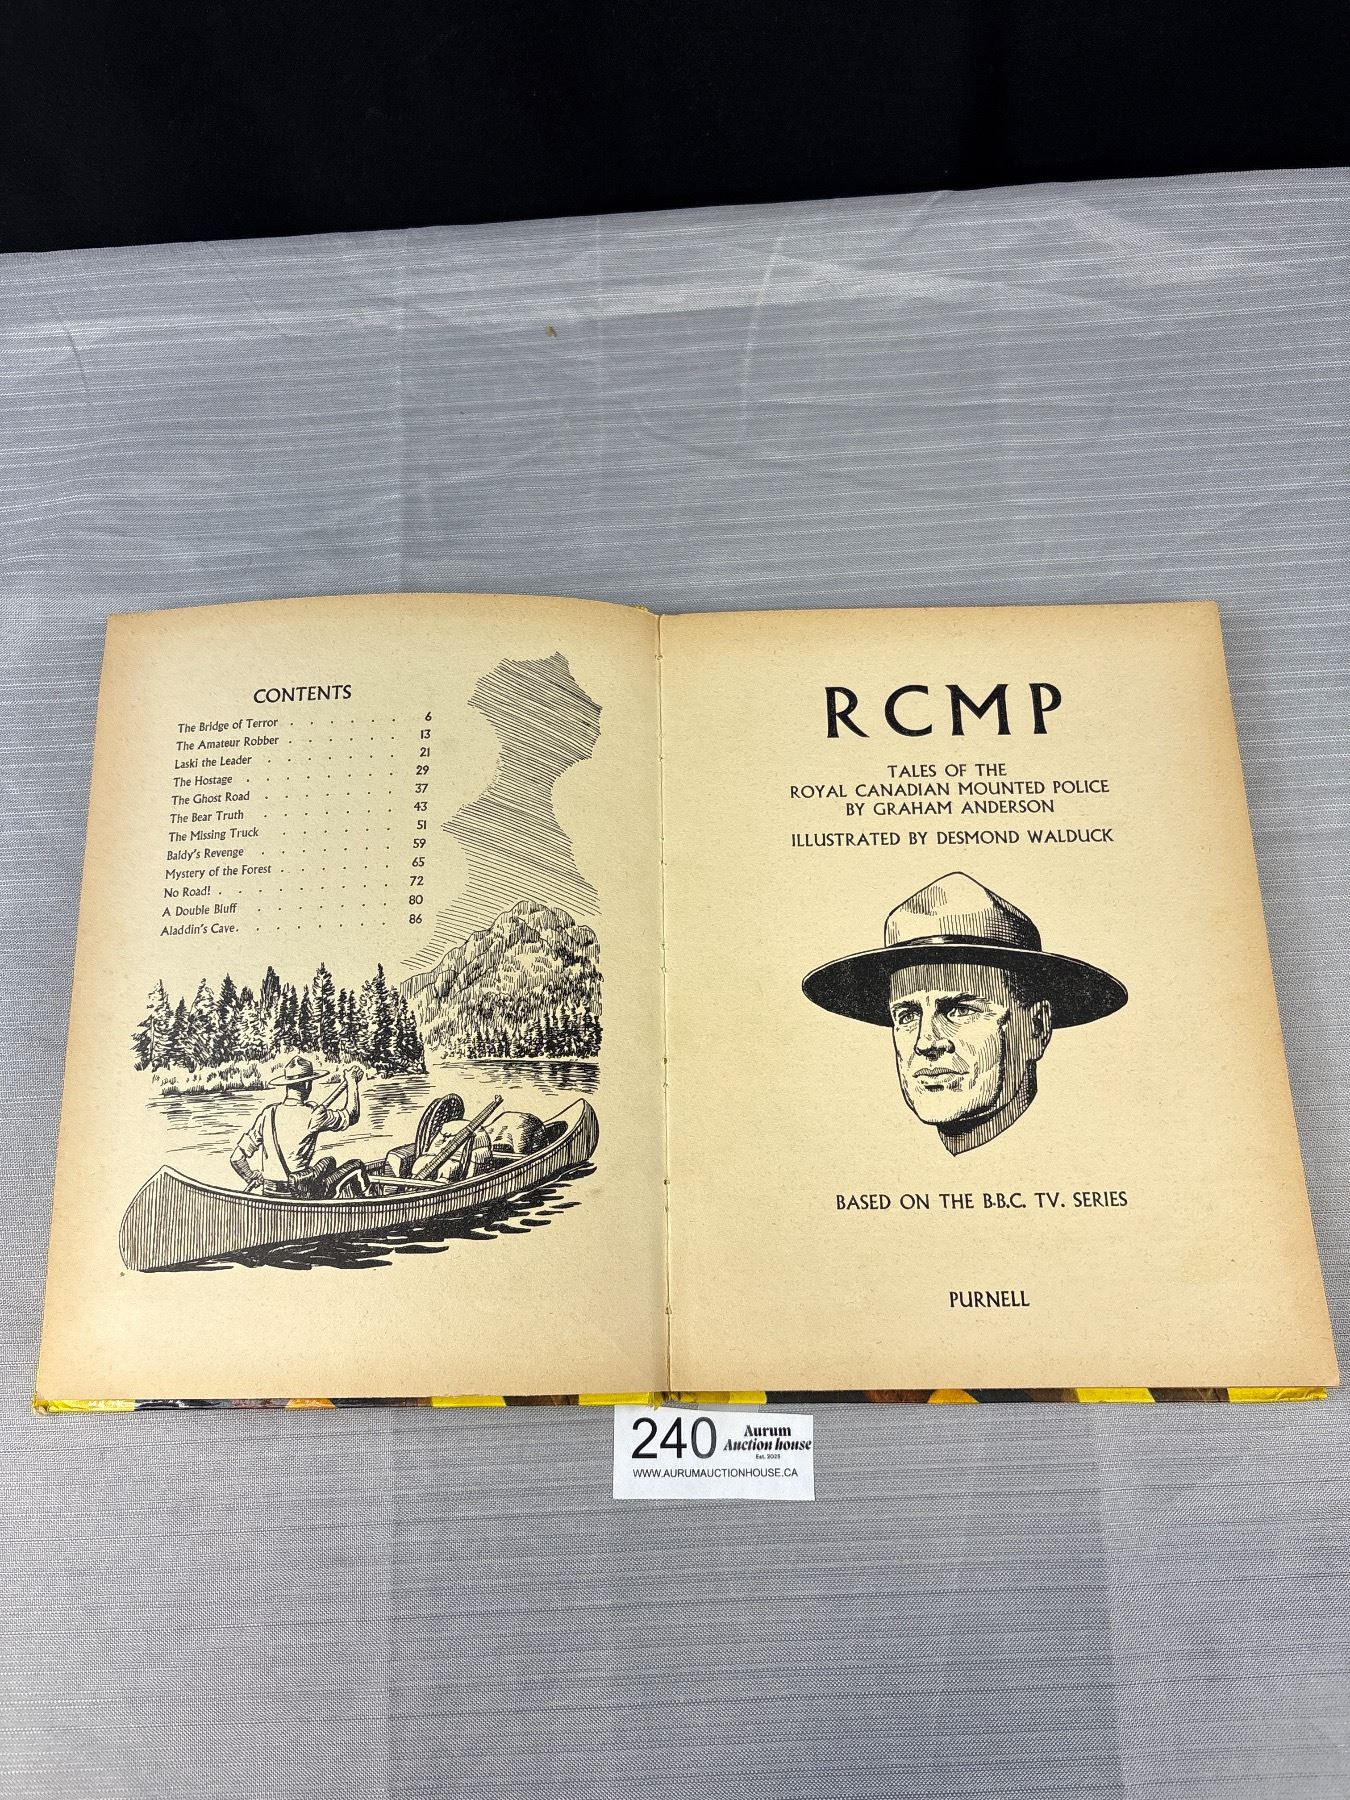 CONTENTS
The Bridge of Terror . . . . . . 6
The Amateur Robber . . . . . . 13
Laski the Leader . . . . . . 21
The Hostage . . . . . . . 29
The Ghost Road . . . . . . 37
The Bear Truth . . . . . . 43
The Missing Truck . . . . . . 51
Baldy's Revenge . . . . . . 59
Mystery of the Forest . . . . . . 65
No Road! . . . . . . . . . 72
A Double Bluff . . . . . . 80
Aladdin's Cave. . . . . . . 86
RCMP
TALES OF THE
ROYAL CANADIAN MOUNTED POLICE
BY GRAHAM ANDERSON
ILLUSTRATED BY DESMOND WALDUCK
BASED ON THE B.B.C. TV. SERIES
PURNELL
240 Aurum
Auction house
Est. 2025
WWW.AURUMAUCTIONHOUSE.CA